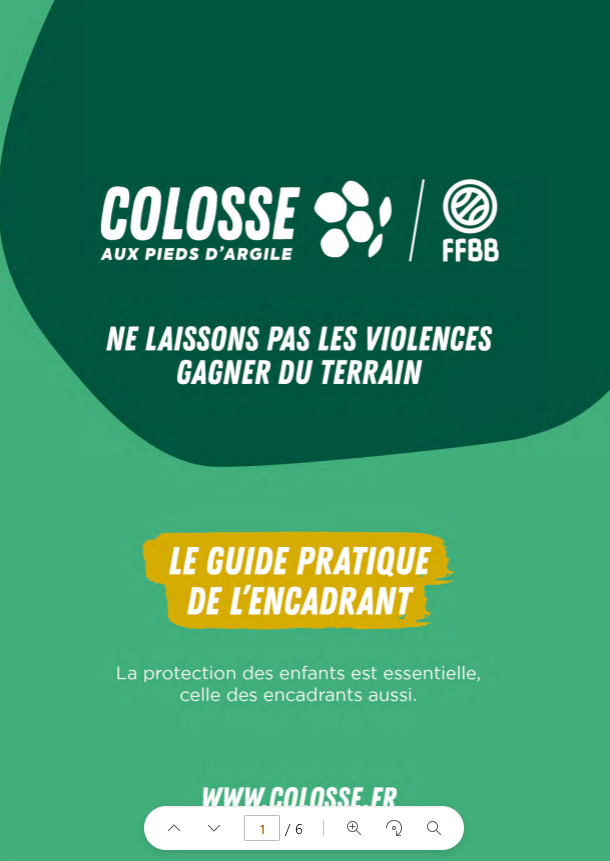 COLOSSE
AUX PIEDS D'ARGILE
FFBB
NE LAISSONS PAS LES VIOLENCES
GAGNER DU TERRAIN
LE GUIDE PRATIQUE
DE L'ENCADRANT
La protection des enfants est essentielle,
celle des encadrants aussi.
WWW.COLOSSE.FR
1 / 6